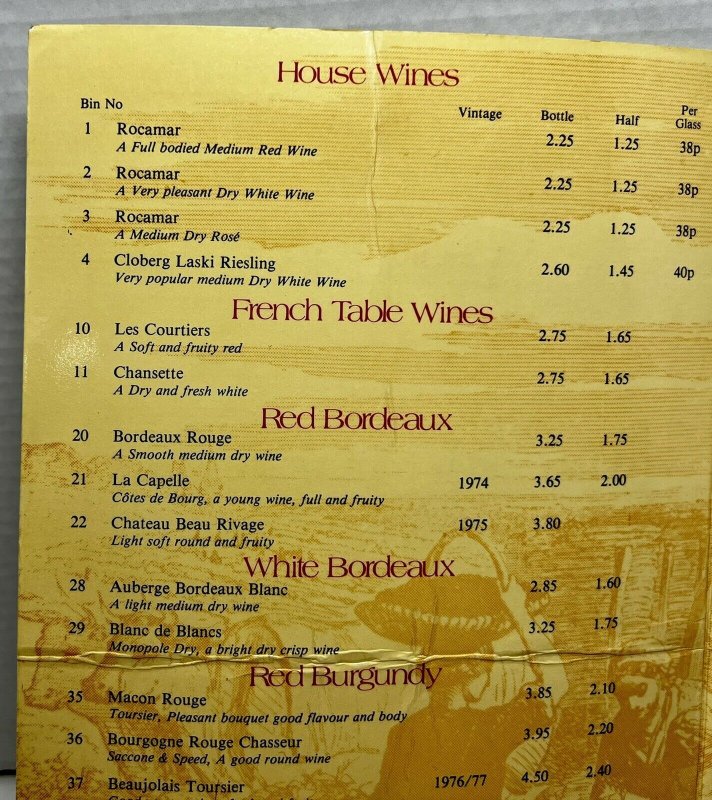 House Wines
Bin No Vintage Bottle Half Per Glass
1 Rocamar 2.25 1.25 38p
A Full bodied Medium Red Wine
2 Rocamar 2.25 1.25 38p
A Very pleasant Dry White Wine
3 Rocamar 2.25 1.25 38p
A Medium Dry Rosé
4 Cloberg Laski Riesling 2.60 1.45 40p
Very popular medium Dry White Wine
French Table Wines
10 Les Courtiers 2.75 1.65
A Soft and fruity red
11 Chansette 2.75 1.65
A Dry and fresh white
Red Bordeaux
20 Bordeaux Rouge 3.25 1.75
A Smooth medium dry wine
21 La Capelle 1974 3.65 2.00
Côtes de Bourg, a young wine, full and fruity
22 Chateau Beau Rivage 1975 3.80
Light soft round and fruity
White Bordeaux
28 Auberge Bordeaux Blanc 2.85 1.60
A light medium dry wine
29 Blanc de Blancs 3.25 1.75
Monopole Dry, a bright dry crisp wine
Red Burgundy
35 Macon Rouge 3.85 2.10
Toursier, Pleasant bouquet good flavour and body
36 Bourgogne Rouge Chasseur 3.95 2.20
Saccone & Speed, A good round wine
37 Beaujolais Toursier 1976/77 4.50 2.40